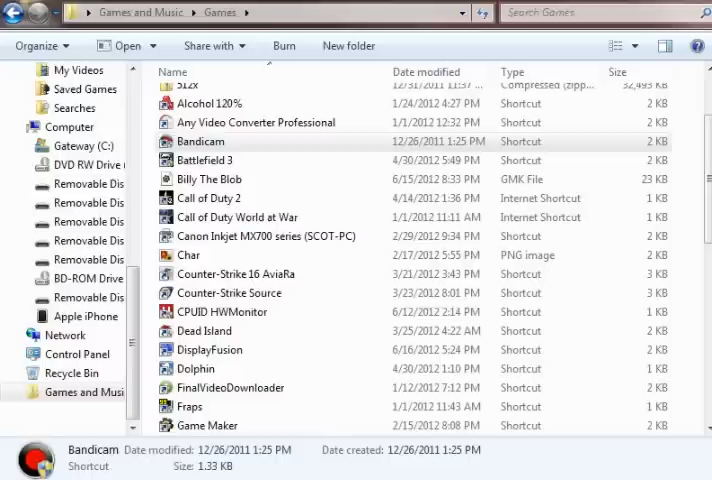 Games and Music Games Search Games
Organize Open Share with Burn New folder
Name Date modified Type Size
My Videos
Saved Games
Searches
Computer
Gateway (C:)
DVD RW Drive
Removable Dis
Removable Dis
Removable Dis
Removable Dis
Removable Dis
BD-ROM Drive
Removable Dis
Apple iPhone
Network
Control Panel
Recycle Bin
Games and Musi
512x 12/31/2011 11:37 ... Compressed (zipp... 32,493 KB
Alcohol 120% 1/24/2012 4:27 PM Shortcut 2 KB
Any Video Converter Professional 1/1/2012 12:32 PM Shortcut 2 KB
Bandicam 12/26/2011 1:25 PM Shortcut 2 KB
Battlefield 3 4/30/2012 5:49 PM Shortcut 2 KB
Billy The Blob 6/15/2012 8:33 PM GMK File 23 KB
Call of Duty 2 4/14/2012 1:36 PM Internet Shortcut 1 KB
Call of Duty World at War 1/1/2012 11:11 AM Internet Shortcut 1 KB
Canon Inkjet MX700 series (SCOT-PC) 2/29/2012 9:34 PM Shortcut 2 KB
Char 2/17/2012 5:55 PM PNG image 2 KB
Counter-Strike 16 AviaRa 3/21/2012 3:43 PM Shortcut 3 KB
Counter-Strike Source 3/23/2012 8:01 PM Shortcut 3 KB
CPUID HWMonitor 6/12/2012 2:14 PM Shortcut 1 KB
Dead Island 3/25/2012 4:22 AM Shortcut 2 KB
DisplayFusion 6/16/2012 5:24 PM Shortcut 2 KB
Dolphin 4/30/2012 1:10 PM Shortcut 2 KB
FinalVideoDownloader 1/12/2012 7:12 PM Shortcut 2 KB
Fraps 1/1/2012 11:43 AM Shortcut 1 KB
Game Maker 2/15/2012 8:08 PM Shortcut 2 KB
Bandicam Date modified: 12/26/2011 1:25 PM Date created: 12/26/2011 1:25 PM
Shortcut Size: 1.33 KB